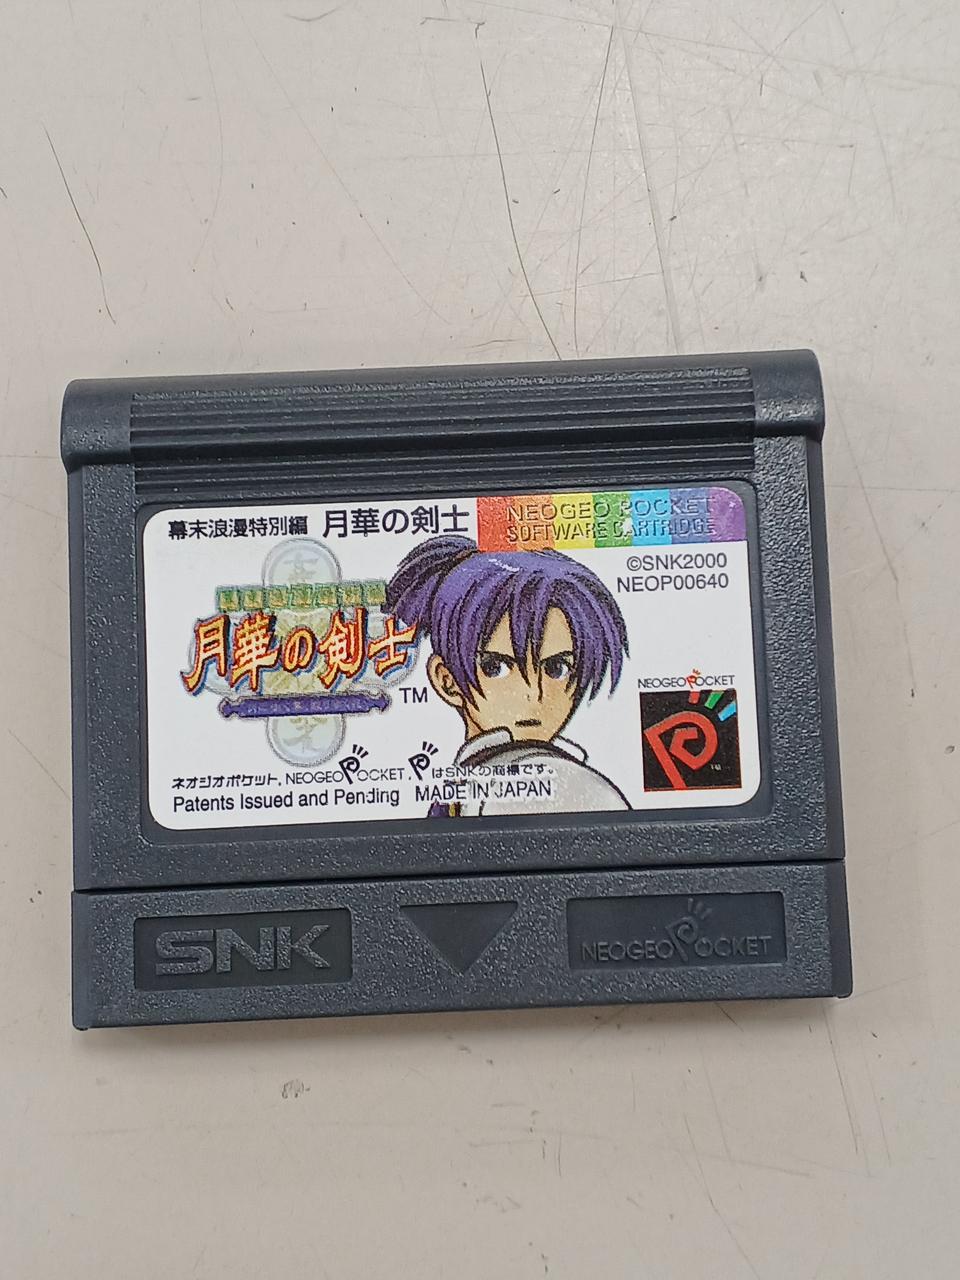 幕末浪漫特別編 月華の剣士
NEOGEO POCKET
SOFTWARE CARTRIDGE
©SNK2000
NEOP00640
月華の剣士
TM
NEOGEO POCKET
ネオジオポケット, NEOGEO POCKET, P はSNKの商標です。
Patents Issued and Pending MADE IN JAPAN
SNK
NEOGEO POCKET